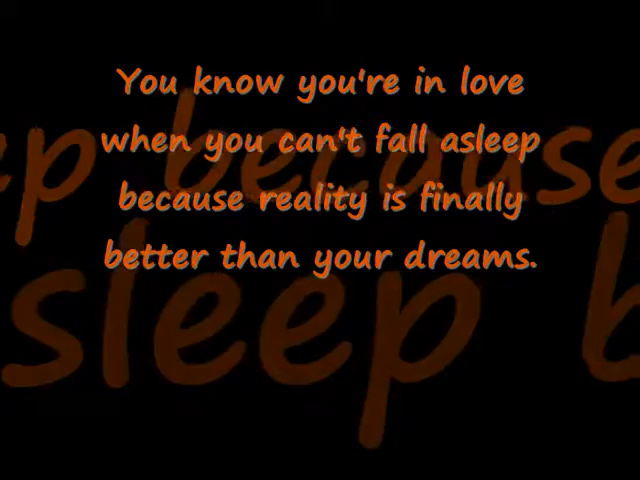 You know you're in love
when you can't fall asleep
because reality is finally
better than your dreams.
ep because
sleep b